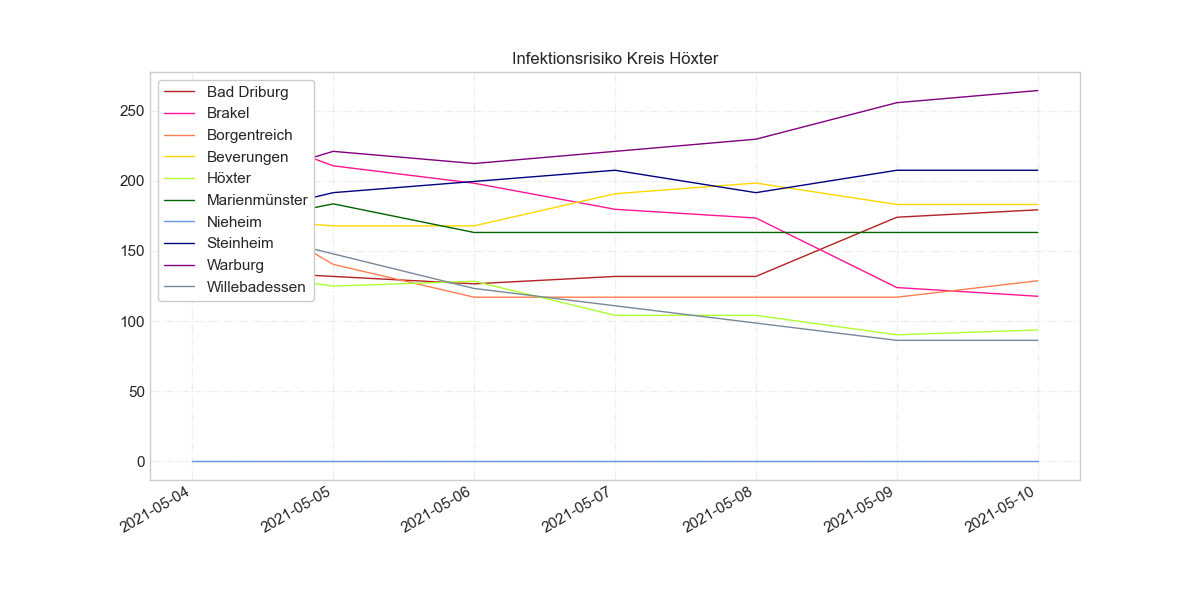 Infektionsrisiko Kreis Höxter
Bad Driburg
Brakel
Borgentreich
Beverungen
Höxter
Marienmünster
Nieheim
Steinheim
Warburg
Willebadessen
250
200
150
100
50
0
2021-05-04
2021-05-05
2021-05-06
2021-05-07
2021-05-08
2021-05-09
2021-05-10